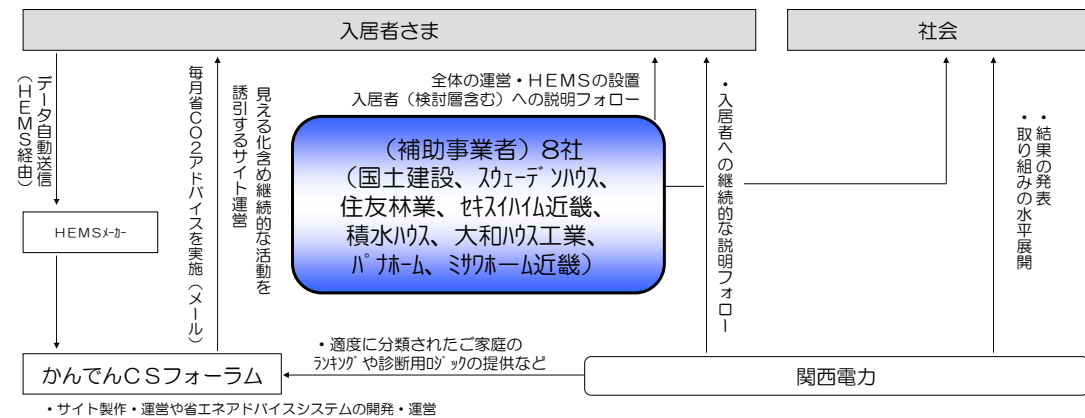 入居者さま
社会
データ自動送信
（ＨＥＭＳ経由）
毎月省ＣＯ２アドバイスを実施（メール）
見える化含め継続的な活動を
誘引するサイト運営
全体の運営・ＨＥＭＳの設置
入居者（検討層含む）への説明フォロー
（補助事業者）８社
（国土建設、ｽｳｪｰﾃﾞﾝﾊｳｽ、
住友林業、ｾｷｽｲﾊｲﾑ近畿、
積水ﾊｳｽ、大和ﾊｳｽ工業、
ﾊﾟﾅﾎｰﾑ、ﾐｻﾜﾎｰﾑ近畿）
・入居者への継続的な説明フォロー
・結果の発表
・取り組みの水平展開
ＨＥＭＳﾒｰｶｰ
・適度に分類されたご家庭の
ﾗﾝｷﾝｸﾞや診断用ﾛｼﾞｯｸの提供など
かんでんＣＳフォーラム
関西電力
・サイト製作・運営や省エネアドバイスシステムの開発・運営